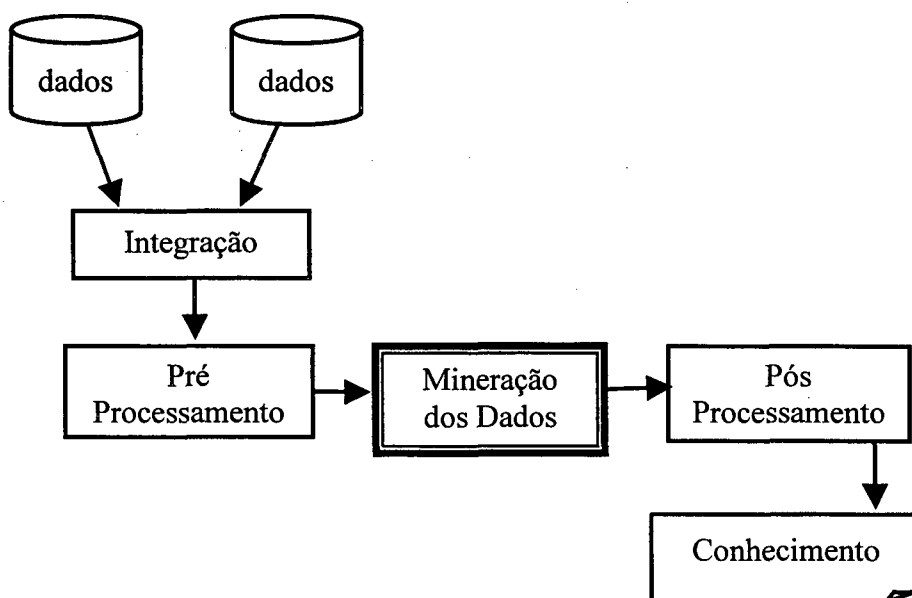 dados
dados
Integração
Pré
Processamento
Mineração
dos Dados
Pós
Processamento
Conhecimento